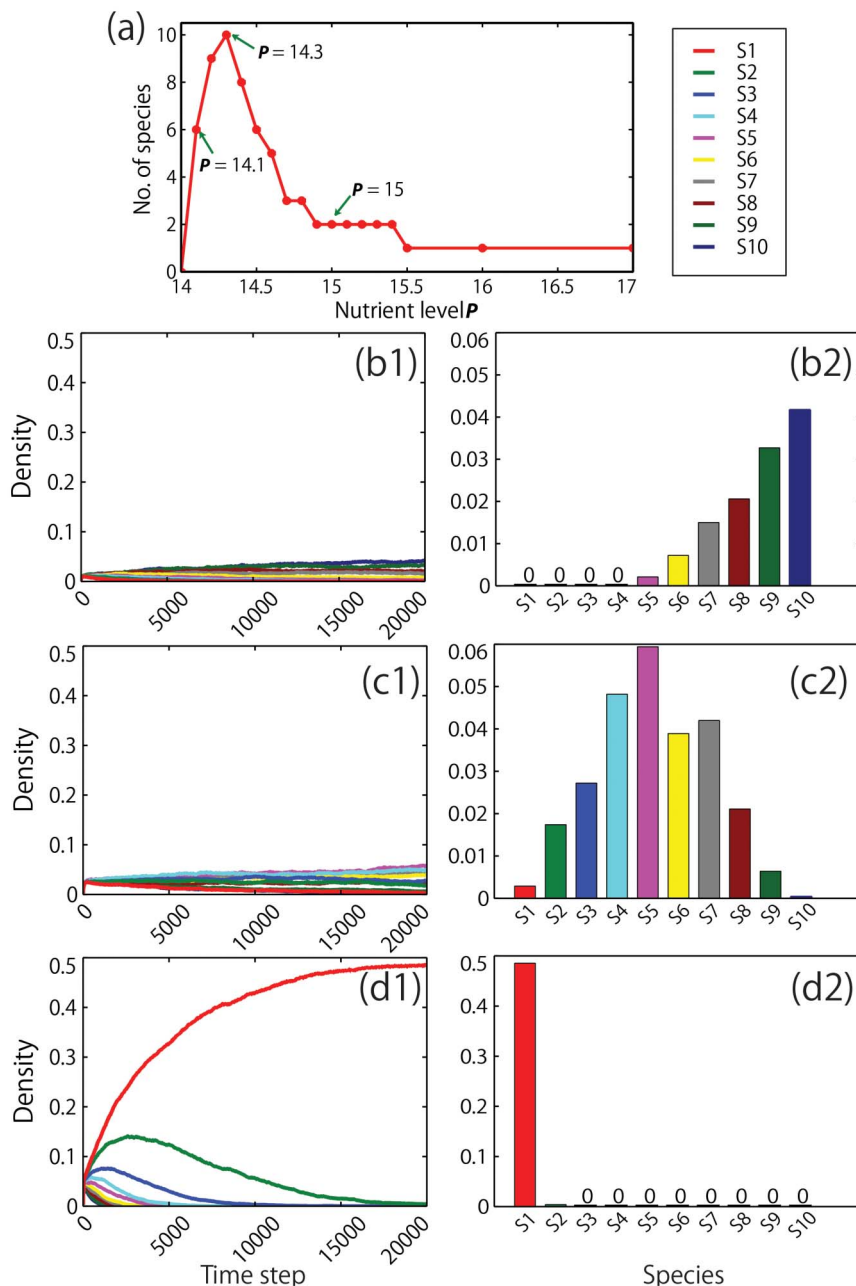 (a)
10
8
6
4
2
0
No. of species
P = 14.3
P = 14.1
P = 15
14 14.5 15 15.5 16 16.5 17
Nutrient level P
S1
S2
S3
S4
S5
S6
S7
S8
S9
S10
(b1)
0.5
0.4
0.3
0.2
0.1
0
Density
0 5000 10000 15000 20000
(b2)
0.06
0.05
0.04
0.03
0.02
0.01
0
0 0 0 0
S1 S2 S3 S4 S5 S6 S7 S8 S9 S10
(c1)
0.5
0.4
0.3
0.2
0.1
0
Density
0 5000 10000 15000 20000
(c2)
0.06
0.06
0.04
0.03
0.02
0.01
0
S1 S2 S3 S4 S5 S6 S7 S8 S9 S10
(d1)
0.5
0.4
0.3
0.2
0.1
0
Density
0 5000 10000 15000 20000
Time step
(d2)
0.5
0.4
0.3
0.2
0.1
0
0 0 0 0 0 0 0 0
S1 S2 S3 S4 S5 S6 S7 S8 S9 S10
Species